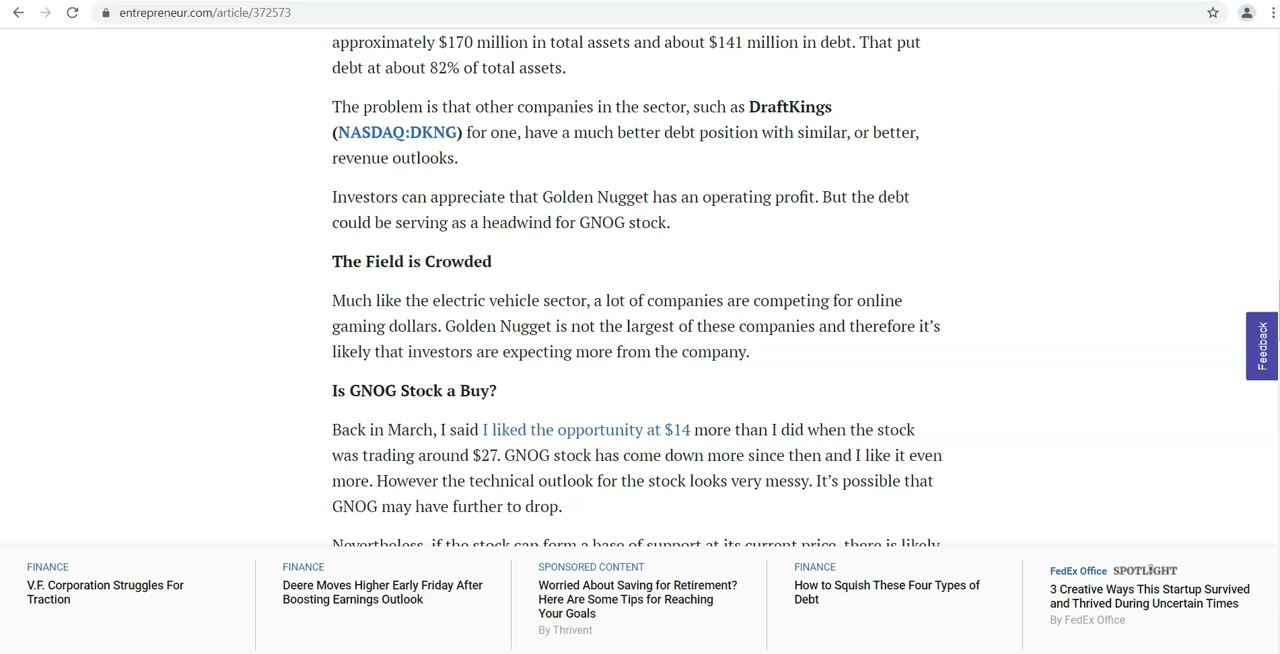 entrepreneur.com/article/372573
approximately $170 million in total assets and about $141 million in debt. That put
debt at about 82% of total assets.
The problem is that other companies in the sector, such as DraftKings
(NASDAQ:DKNG) for one, have a much better debt position with similar, or better,
revenue outlooks.
Investors can appreciate that Golden Nugget has an operating profit. But the debt
could be serving as a headwind for GNOG stock.
The Field is Crowded
Much like the electric vehicle sector, a lot of companies are competing for online
gaming dollars. Golden Nugget is not the largest of these companies and therefore it’s
likely that investors are expecting more from the company.
Is GNOG Stock a Buy?
Back in March, I said I liked the opportunity at $14 more than I did when the stock
was trading around $27. GNOG stock has come down more since then and I like it even
more. However the technical outlook for the stock looks very messy. It’s possible that
GNOG may have further to drop.
Nevertheless, if the stock can form a base of support at its current price, there is likely
Feedback
FINANCE
V.F. Corporation Struggles For
Traction
FINANCE
Deere Moves Higher Early Friday After
Boosting Earnings Outlook
SPONSORED CONTENT
Worried About Saving for Retirement?
Here Are Some Tips for Reaching
Your Goals
By Thrivent
FINANCE
How to Squish These Four Types of
Debt
FedEx Office SPOTLIGHT
3 Creative Ways This Startup Survived
and Thrived During Uncertain Times
By FedEx Office